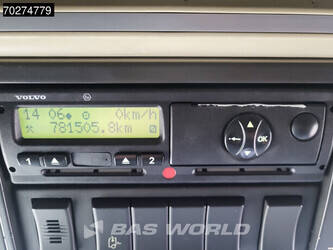 70274779
VOLVO
14 06 0km/h
781505.8km
1 2
OK
BAS WORLD